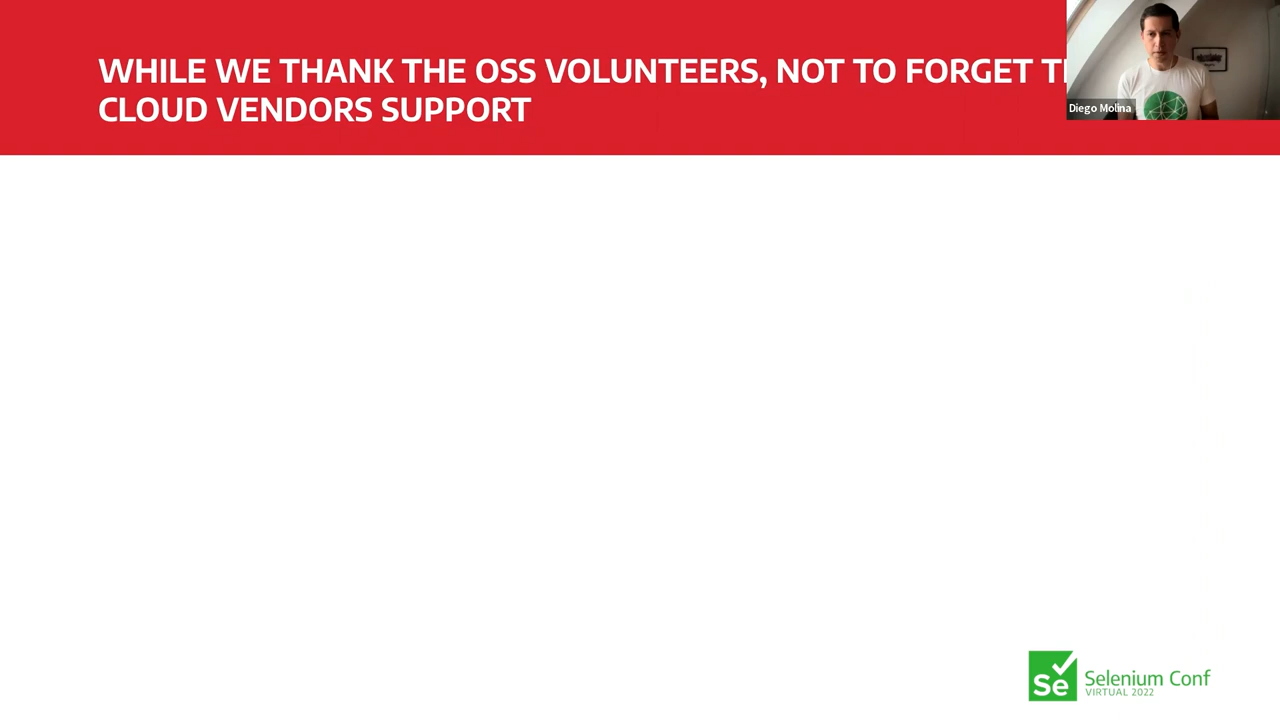 WHILE WE THANK THE OSS VOLUNTEERS, NOT TO FORGET
CLOUD VENDORS SUPPORT
Diego Molina
Se
Selenium Conf
VIRTUAL 2022